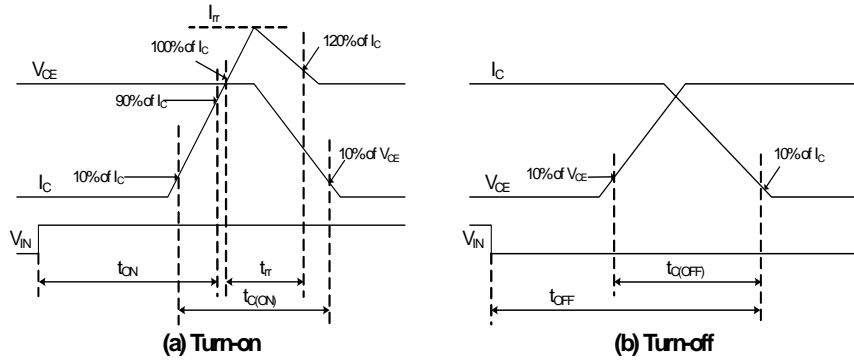 Irr
100% of IC
120% of IC
VCE
90% of IC
10% of IC
10% of VCE
IC
VIN
tON
trr
tC(ON)
(a) Turn-on
IC
10% of VCE
10% of IC
VCE
VIN
tC(OFF)
tOFF
(b) Turn-off